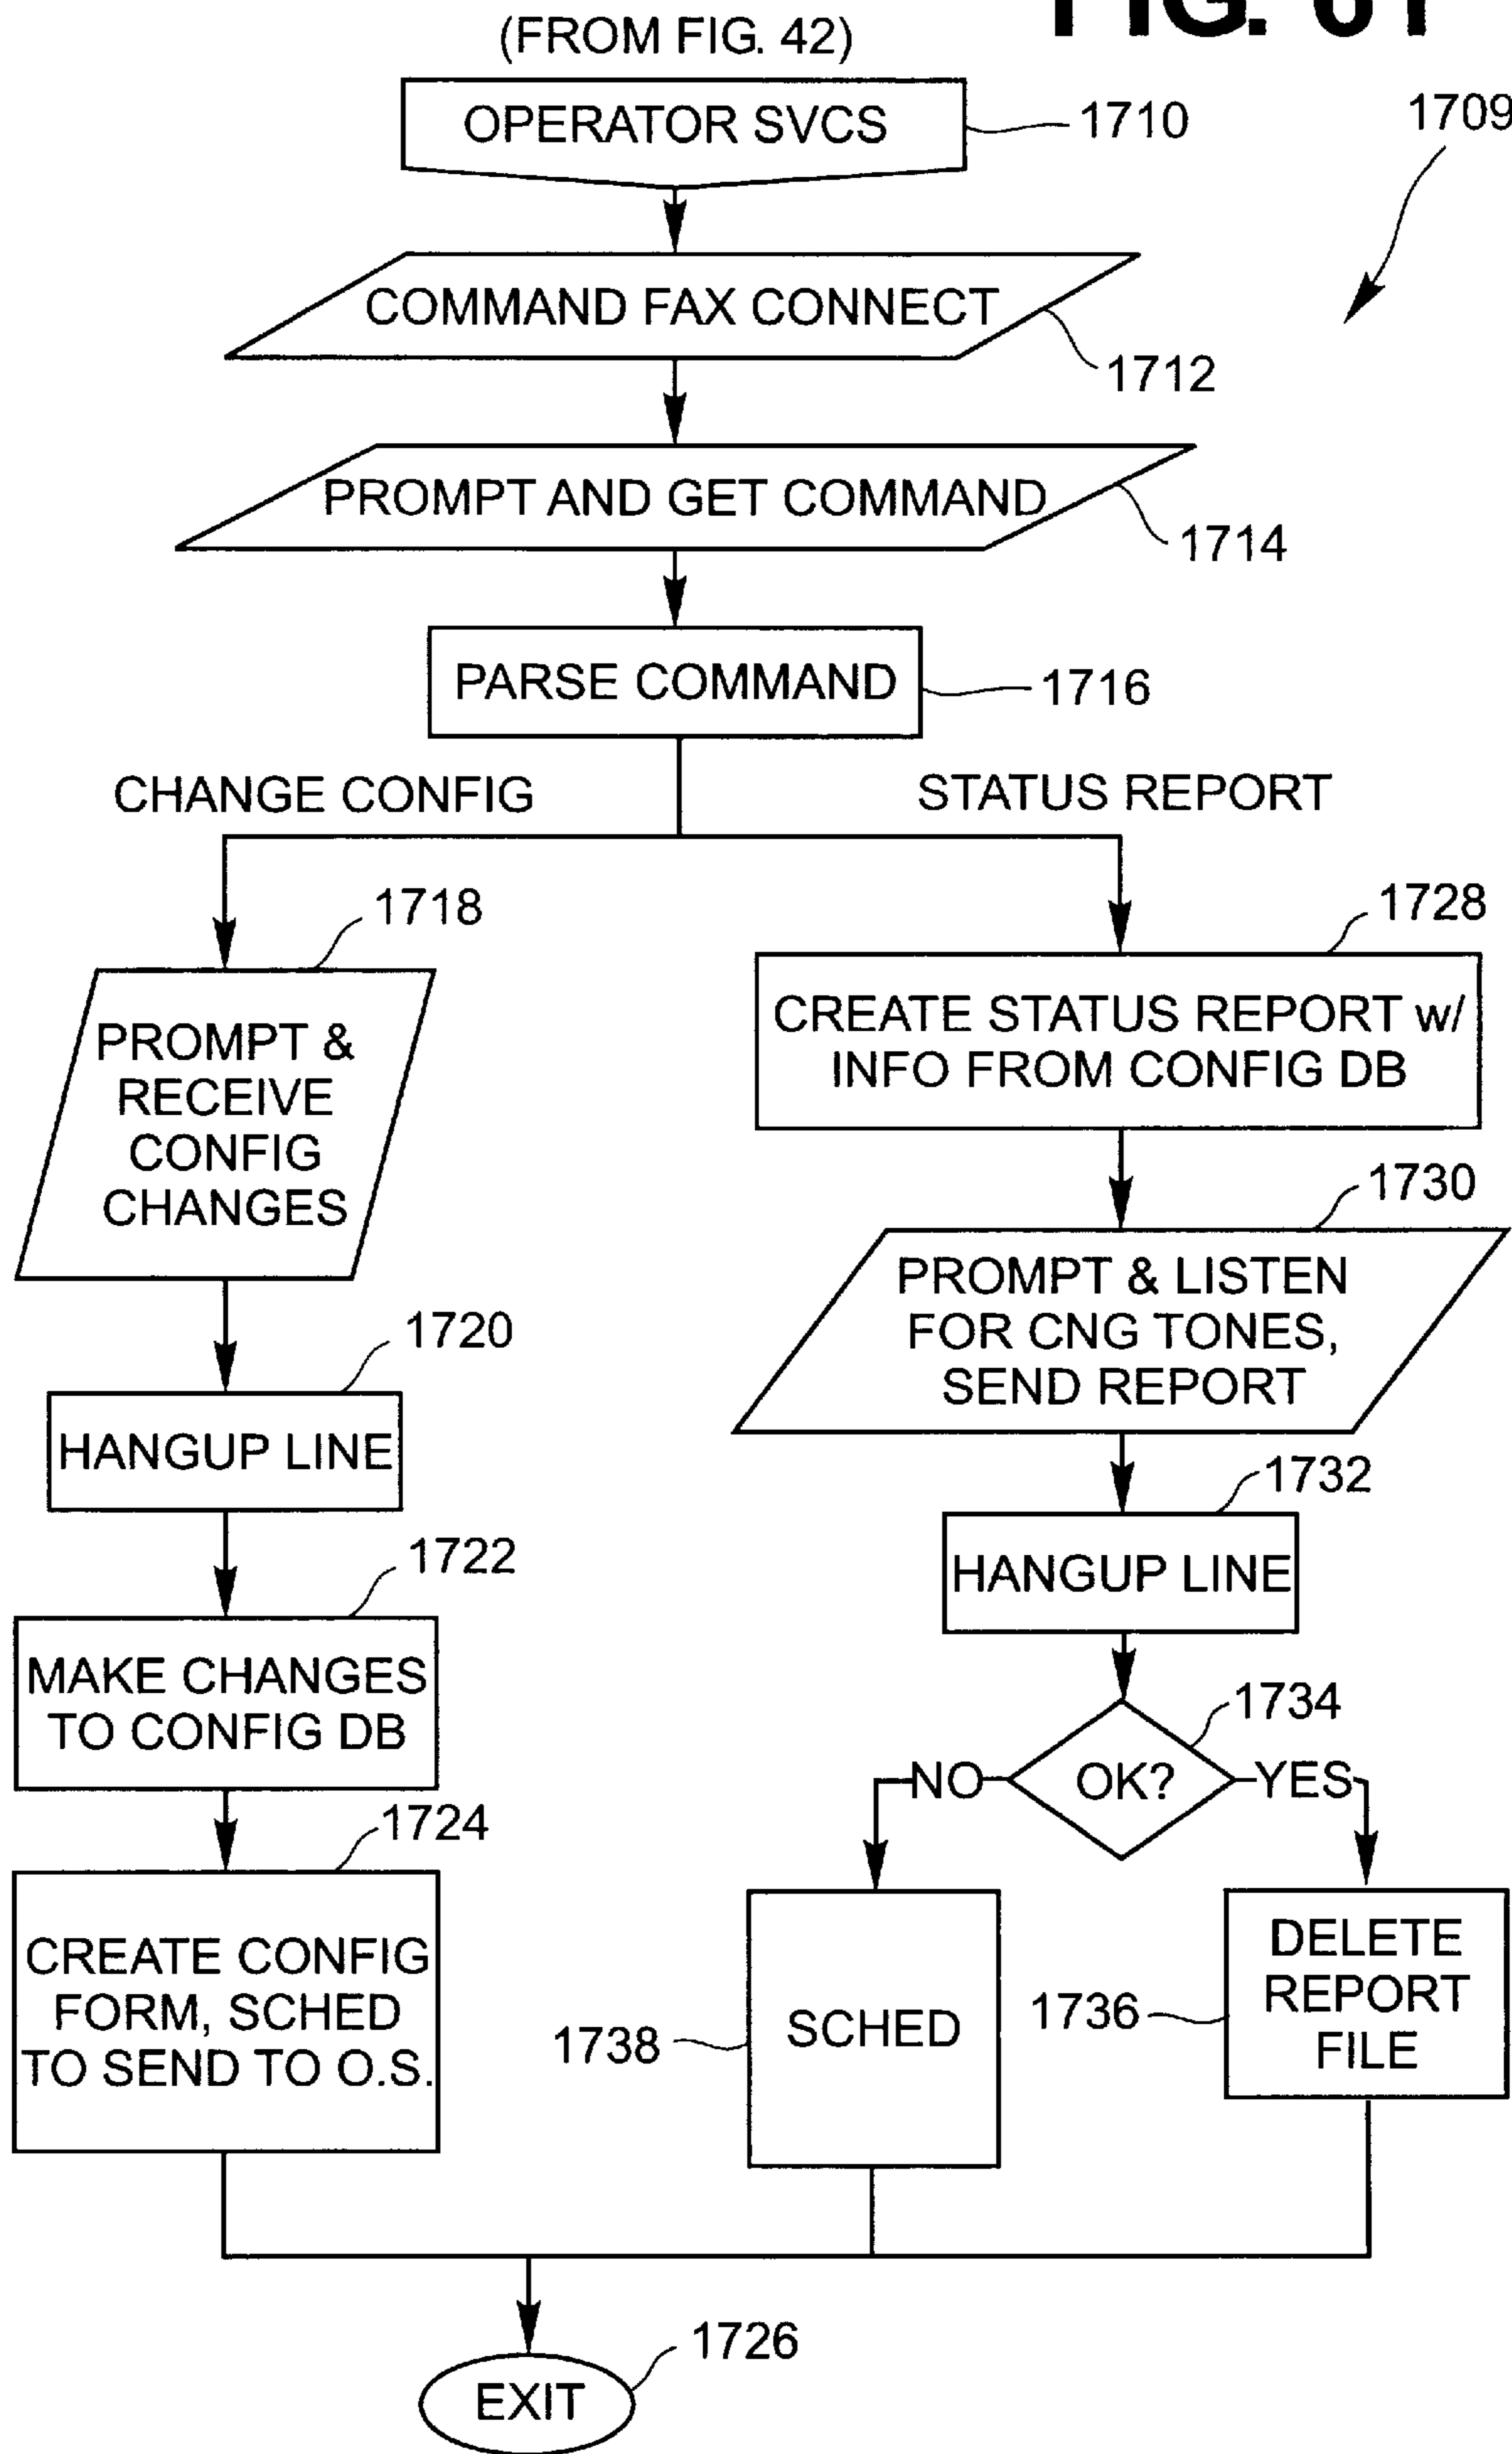 (FROM FIG. 42)
OPERATOR SVCS
1710
1709
COMMAND FAX CONNECT
1712
PROMPT AND GET COMMAND
1714
PARSE COMMAND
1716
CHANGE CONFIG
STATUS REPORT
1718
PROMPT &
RECEIVE
CONFIG
CHANGES
1728
CREATE STATUS REPORT w/
INFO FROM CONFIG DB
1730
PROMPT & LISTEN
FOR CNG TONES,
SEND REPORT
1720
HANGUP LINE
1732
HANGUP LINE
1722
MAKE CHANGES
TO CONFIG DB
1734
NO
OK?
YES
1724
CREATE CONFIG
FORM, SCHED
TO SEND TO O.S.
1738
SCHED
1736
DELETE
REPORT
FILE
1726
EXIT